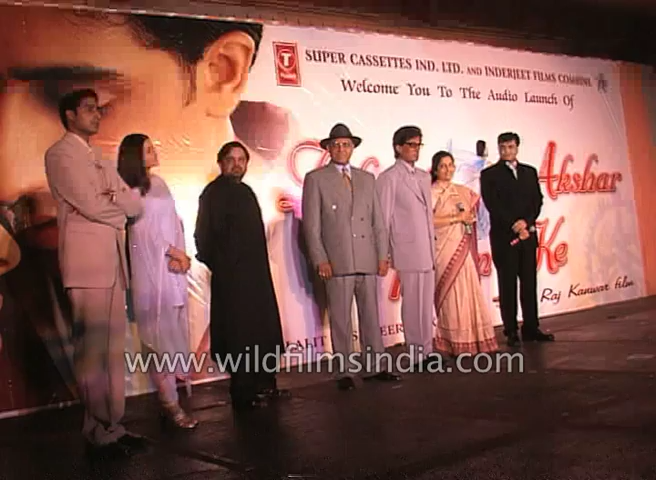 T
SUPER CASSETTES IND. LTD. AND INDERJEET FILMS COMBINE
Welcome You To The Audio Launch Of
Akshar
Ke
Raj Kanwar FILM
www.wildfilmsindia.com